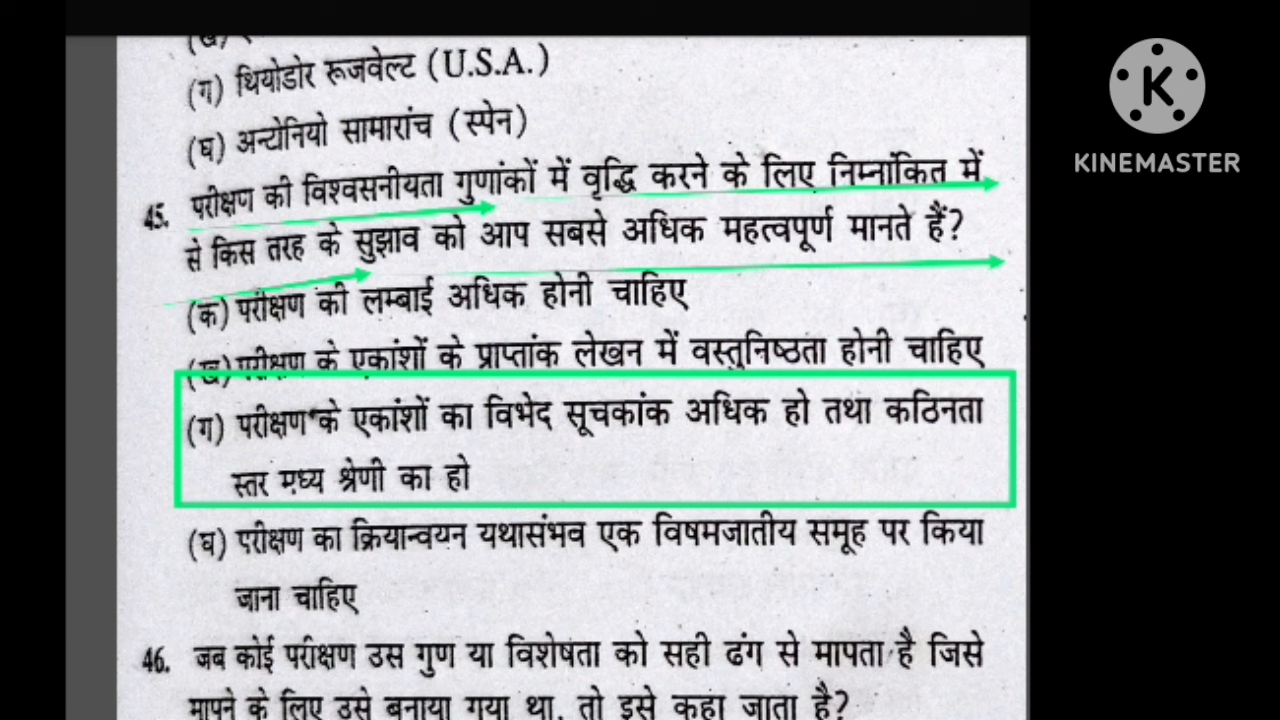 (ग) थियोडोर रूजवेल्ट (U.S.A.)
(घ) अन्टोनियो सामारांच (स्पेन)
45. परीक्षण की विश्वसनीयता गुणांकों में वृद्धि करने के लिए निम्नांकित में
से किस तरह के सुझाव को आप सबसे अधिक महत्वपूर्ण मानते हैं?
(क) परीक्षण की लम्बाई अधिक होनी चाहिए
(ख) परीक्षण के एकांशों के प्राप्तांक लेखन में वस्तुनिष्ठता होनी चाहिए
(ग) परीक्षण के एकांशों का विभेद सूचकांक अधिक हो तथा कठिनता
स्तर मध्य श्रेणी का हो
(घ) परीक्षण का क्रियान्वयन यथासंभव एक विषमजातीय समूह पर किया
जाना चाहिए
46. जब कोई परीक्षण उस गुण या विशेषता को सही ढंग से मापता है जिसे
मापने के लिए उसे बनाया गया था, तो इसे कहा जाता है?
K
KINEMASTER